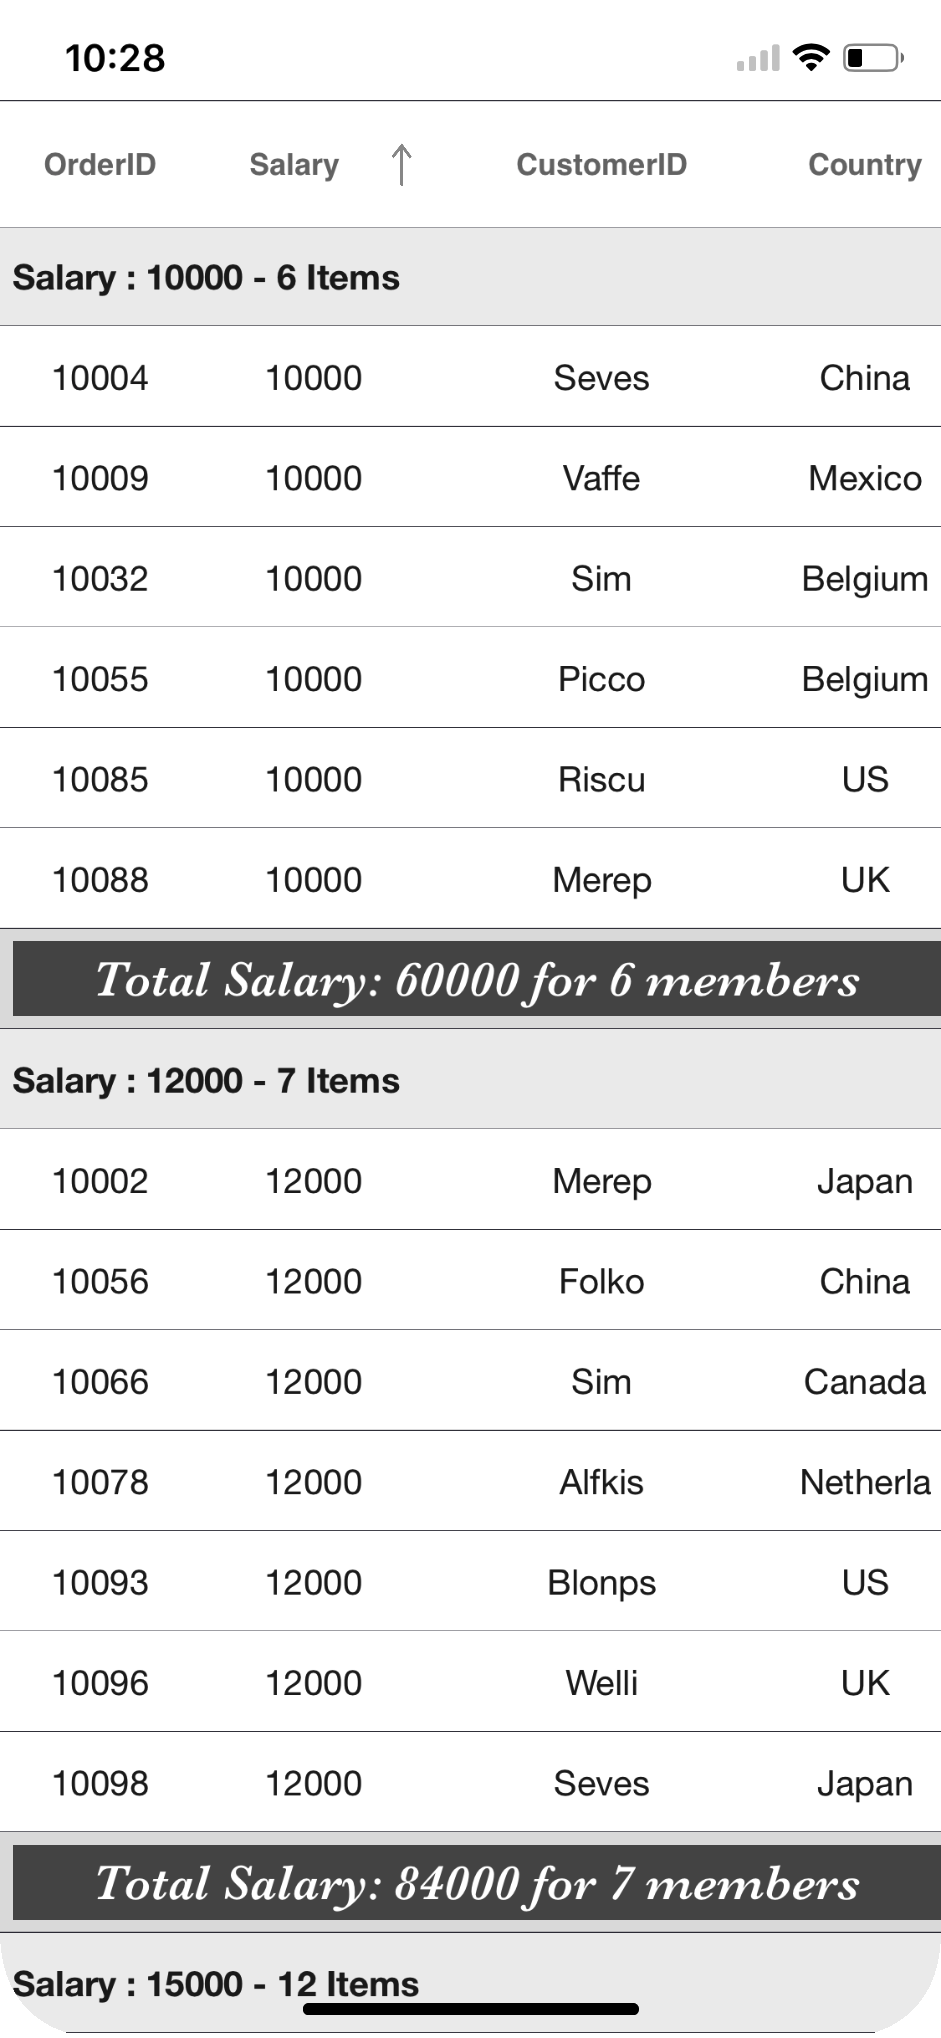 10:28
OrderID Salary ↑ CustomerID Country
Salary : 10000 - 6 Items
10004 10000 Seves China
10009 10000 Vaffe Mexico
10032 10000 Sim Belgium
10055 10000 Picco Belgium
10085 10000 Riscu US
10088 10000 Merep UK
Total Salary: 60000 for 6 members
Salary : 12000 - 7 Items
10002 12000 Merep Japan
10056 12000 Folko China
10066 12000 Sim Canada
10078 12000 Alfkis Netherla
10093 12000 Blonps US
10096 12000 Welli UK
10098 12000 Seves Japan
Total Salary: 84000 for 7 members
Salary : 15000 - 12 Items